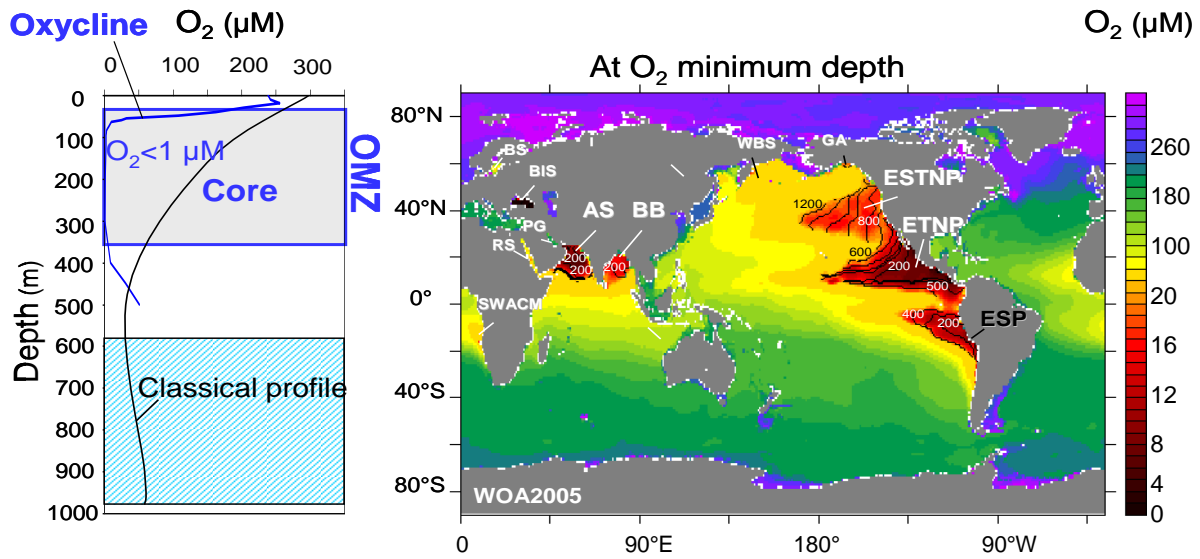 Oxycline
O₂ (µM)
0 100 200 300
0
100
200
300
400
500
600
700
800
900
1000
Depth (m)
O₂<1 µM
Core
OMZ
Classical profile
At O₂ minimum depth
O₂ (µM)
80°N
40°N
0°
40°S
80°S
0 90°E 180° 90°W
BS
BIS
PG
RS
AS BB
SWACM
WBS GA
ESTNP
ETNP
ESP
1200
800
600
200
500
400
200
200
200
200
WOA2005
260
180
100
20
16
12
8
4
0